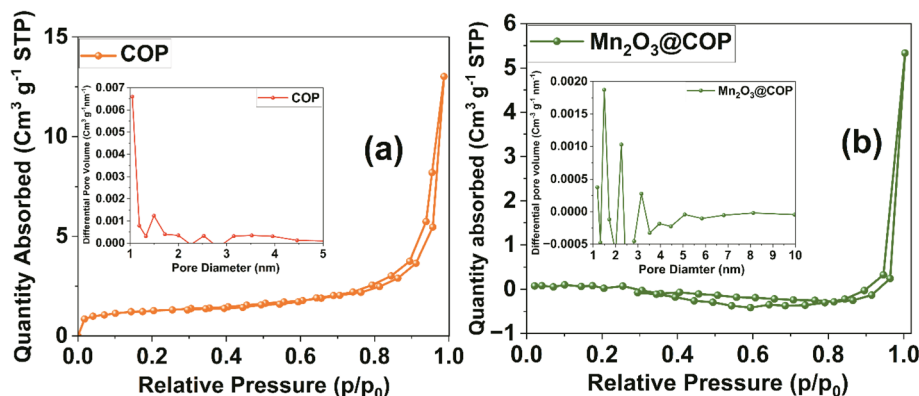 (a)
COP
Quantity Absorbed (Cm³ g⁻¹ STP)
15
10
5
0
0.0 0.2 0.4 0.6 0.8 1.0
Relative Pressure (p/p₀)
COP
Differential Pore Volume (Cm³ g⁻¹nm⁻¹)
0.007
0.006
0.005
0.004
0.003
0.002
0.001
0.000
1 2 3 4 5
Pore Diameter (nm)
(b)
Mn₂O₃@COP
Quantity absorbed (Cm³ g⁻¹ STP)
6
5
4
3
2
1
0
−1
0.0 0.2 0.4 0.6 0.8 1.0
Relative Pressure (p/p₀)
Mn₂O₃@COP
Differential pore volume (Cm⁻³ g⁻¹ nm⁻¹)
0.0020
0.0015
0.0010
0.0005
0.0000
−0.0005
1 2 3 4 5 6 7 8 9 10
Pore Diamter (nm)